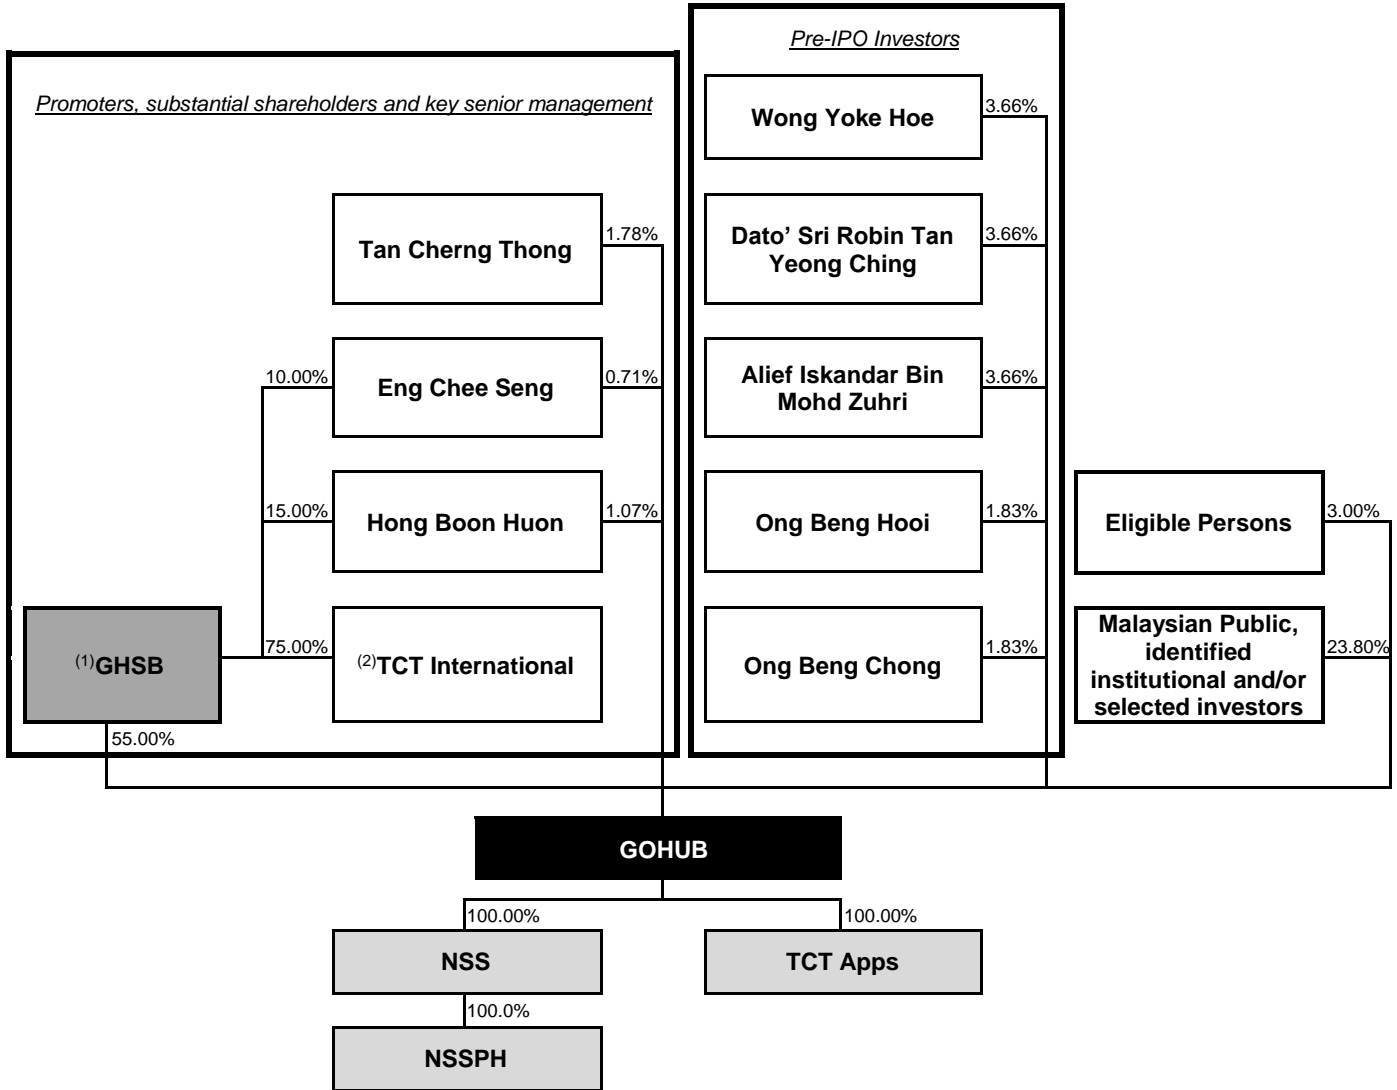 Pre-IPO Investors
Promoters, substantial shareholders and key senior management
Wong Yoke Hoe
3.66%
Tan Cherng Thong
1.78%
Dato’ Sri Robin Tan
Yeong Ching
3.66%
10.00%
Eng Chee Seng
0.71%
Alief Iskandar Bin
Mohd Zuhri
3.66%
15.00%
Hong Boon Huon
1.07%
Ong Beng Hooi
1.83%
Eligible Persons
3.00%
(1)GHSB
75.00%
(2)TCT International
Ong Beng Chong
1.83%
Malaysian Public,
identified
institutional and/or
selected investors
23.80%
55.00%
GOHUB
100.00%
100.00%
NSS
TCT Apps
100.0%
NSSPH